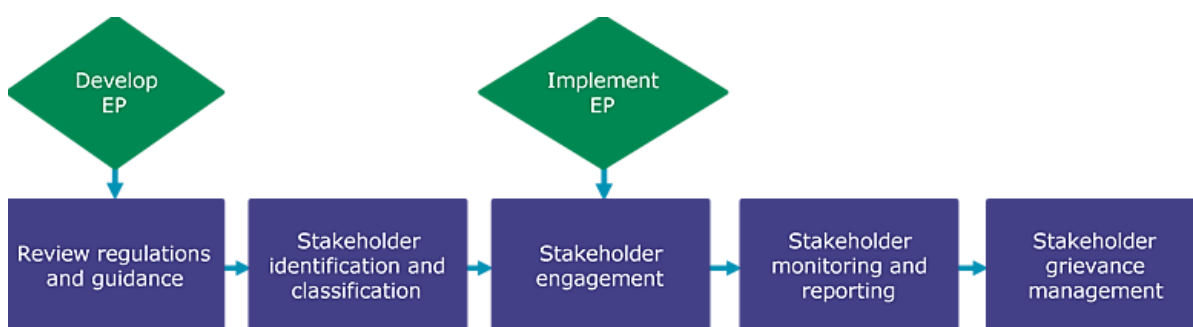 Develop
EP
Implement
EP
Review regulations
and guidance
Stakeholder
identification and
classification
Stakeholder
engagement
Stakeholder
monitoring and
reporting
Stakeholder
grievance
management